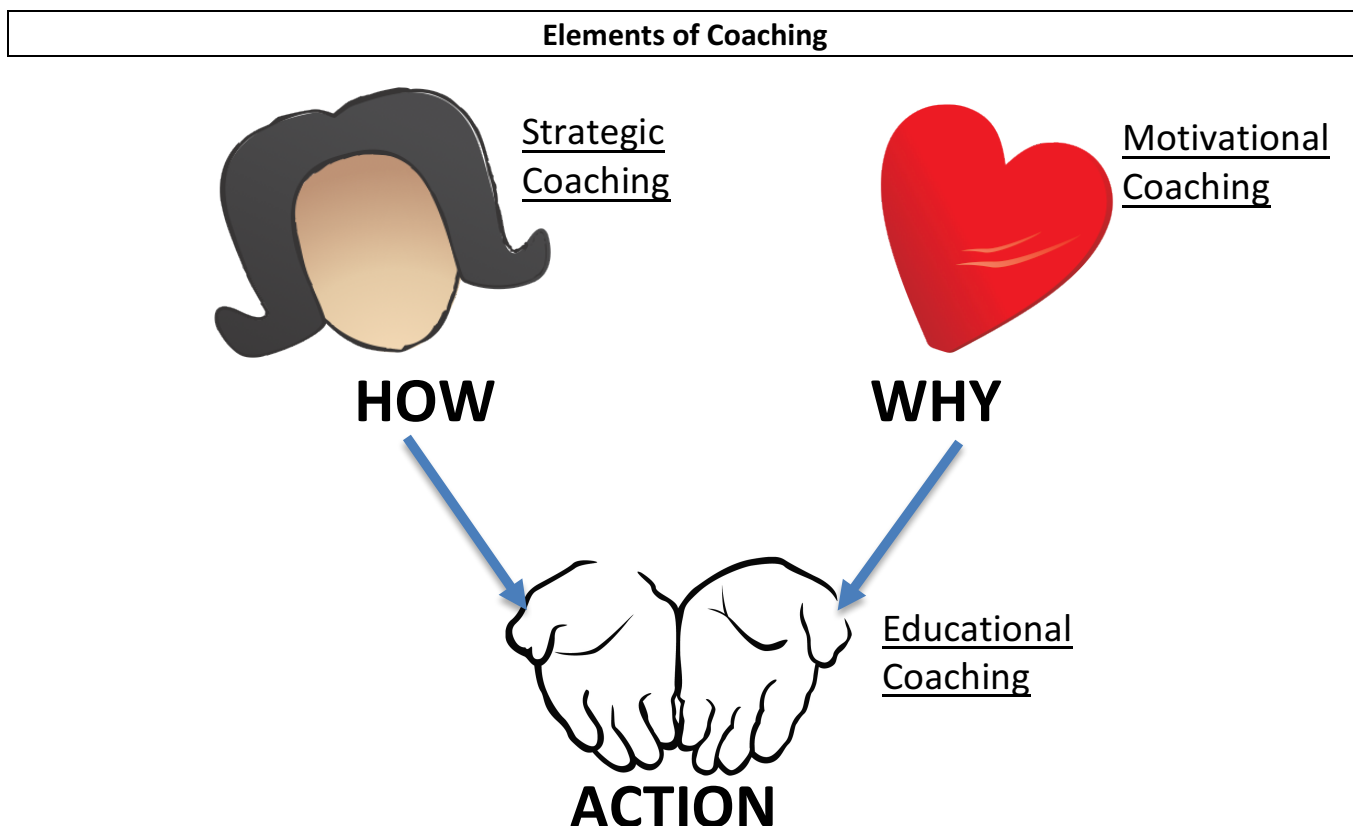 Elements of Coaching
Strategic
Coaching
Motivational
Coaching
HOW
WHY
Educational
Coaching
ACTION